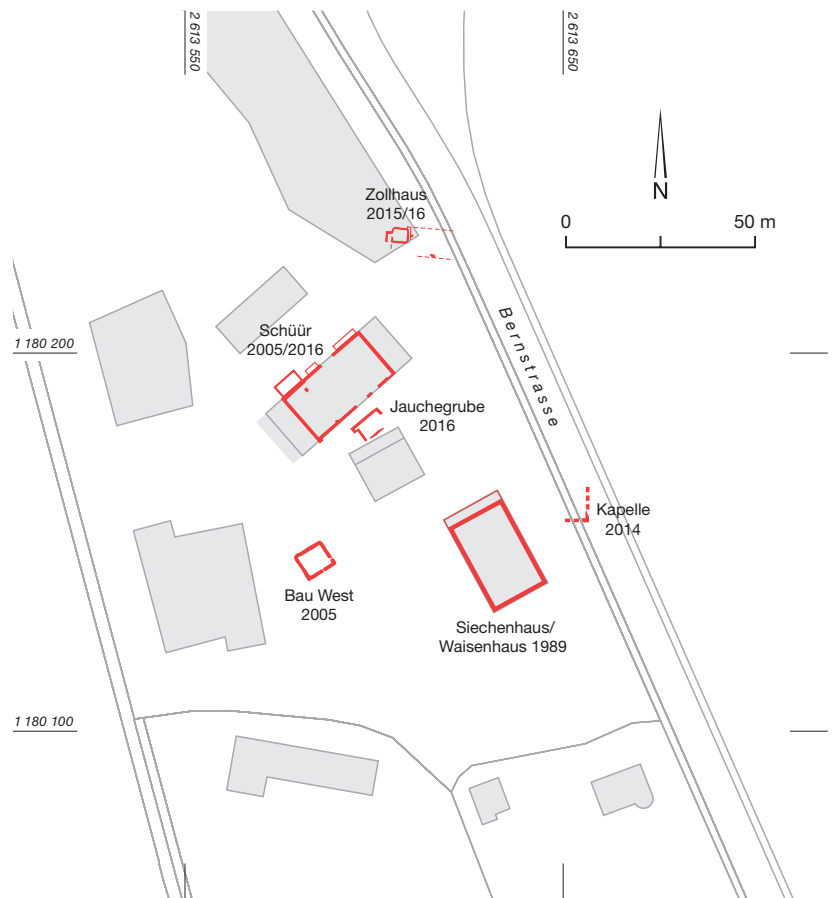 2 613 550
2 613 650
N
0 50 m
Zollhaus
2015/16
Bernstrasse
Schüür
2005/2016
1 180 200
Jauchegrube
2016
Kapelle
2014
Bau West
2005
Siechenhaus/
Waisenhaus 1989
1 180 100